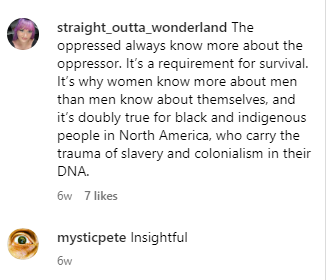 straight_outta_wonderland The
oppressed always know more about the
oppressor. It's a requirement for survival.
It's why women know more about men
than men know about themselves, and
it's doubly true for black and indigenous
people in North America, who carry the
trauma of slavery and colonialism in their
DNA.
6w 7 likes
mysticpete Insightful
6w